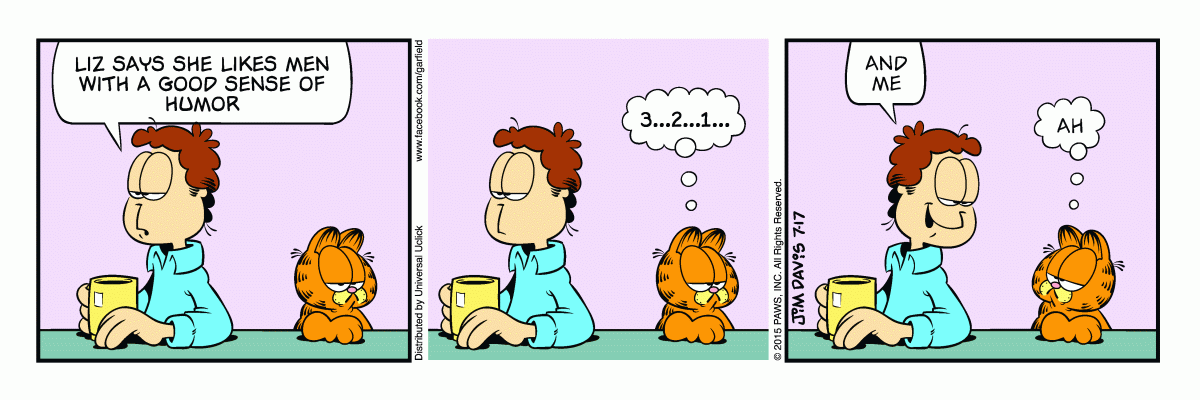 LIZ SAYS SHE LIKES MEN
WITH A GOOD SENSE OF
HUMOR
www.facebook.com/garfield
Distributed by Universal Uclick
3...2...1...
© 2015 PAWS, INC. All Rights Reserved.
JIM DAVIS 7-17
AND
ME
AH